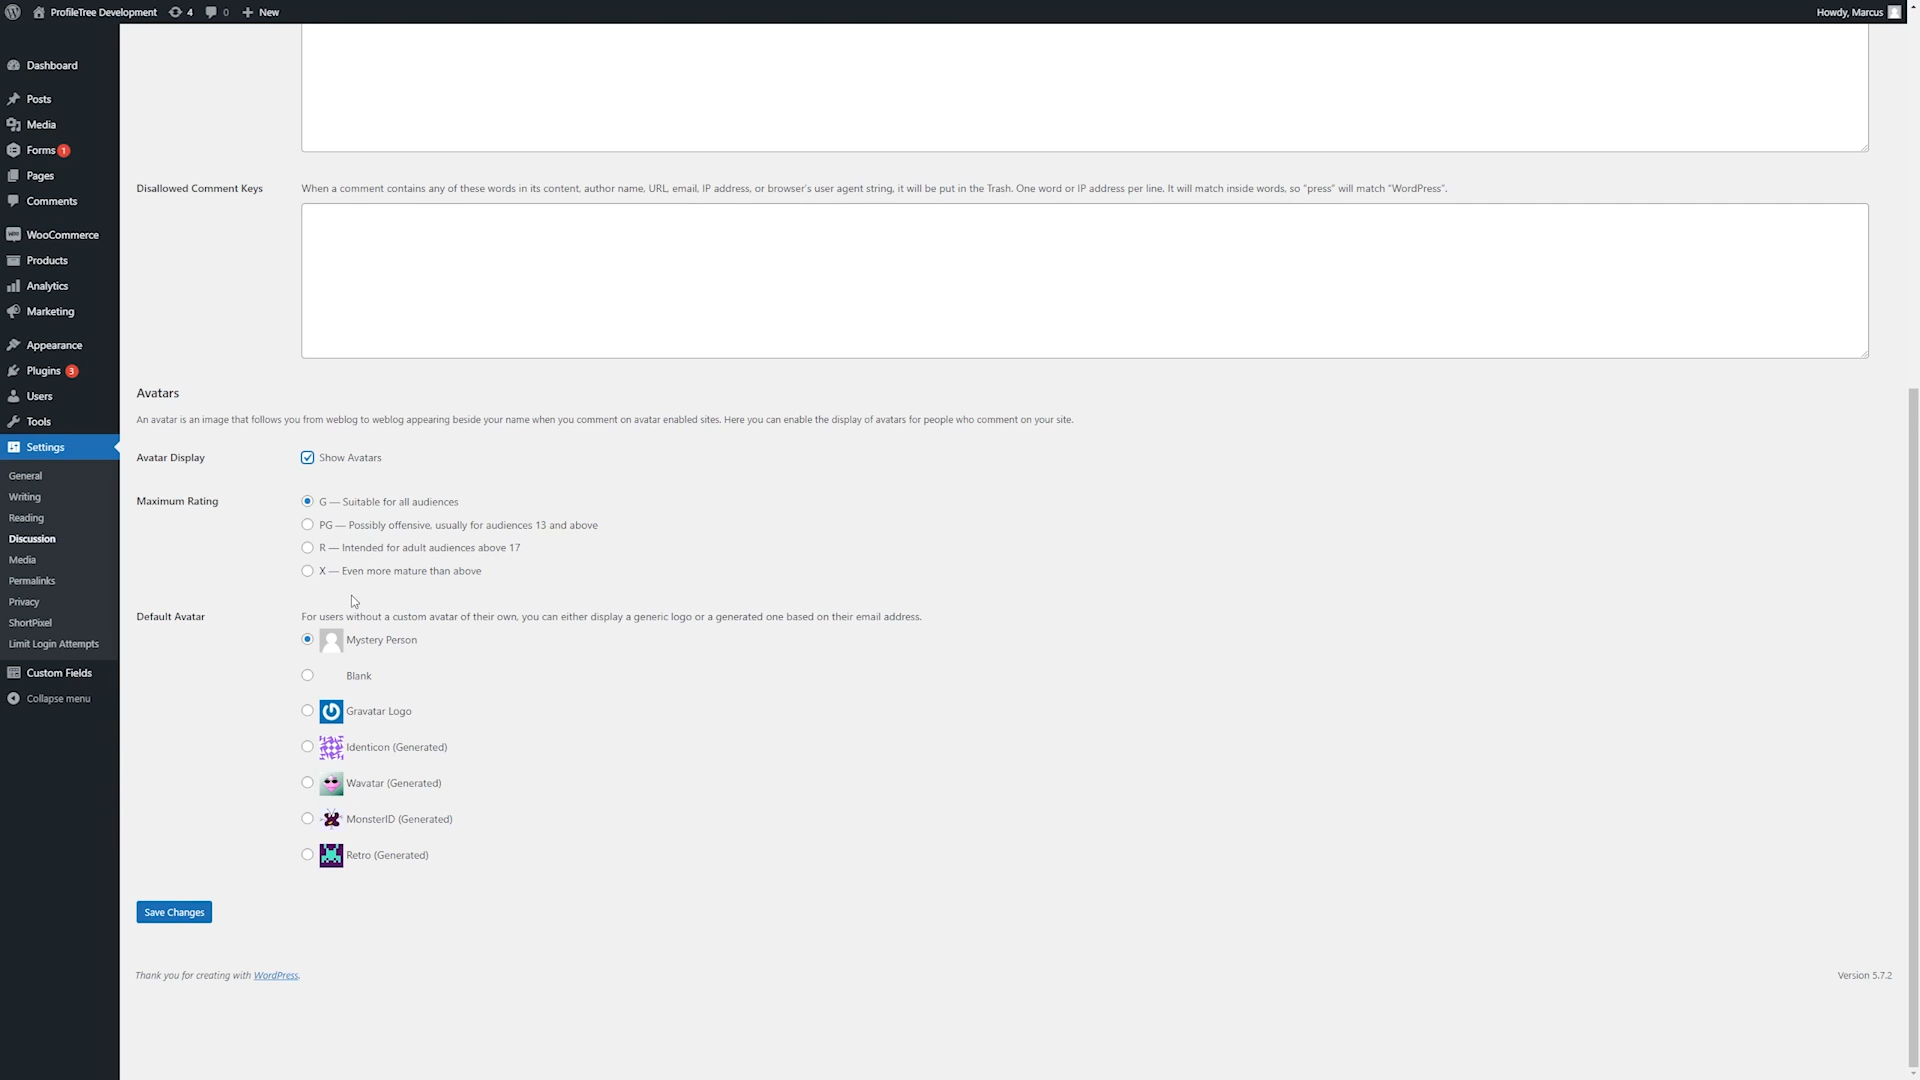 ProfileTree Development 4 0 New Howdy, Marcus
Dashboard
Posts
Media
Forms 1
Pages
Comments
WooCommerce
Products
Analytics
Marketing
Appearance
Plugins 3
Users
Tools
Settings
General
Writing
Reading
Discussion
Media
Permalinks
Privacy
ShortPixel
Limit Login Attempts
Custom Fields
Collapse menu
Disallowed Comment Keys
When a comment contains any of these words in its content, author name, URL, email, IP address, or browser's user agent string, it will be put in the Trash. One word or IP address per line. It will match inside words, so "press" will match "WordPress".
Avatars
An avatar is an image that follows you from weblog to weblog appearing beside your name when you comment on avatar enabled sites. Here you can enable the display of avatars for people who comment on your site.
Avatar Display
Show Avatars
Maximum Rating
G — Suitable for all audiences
PG — Possibly offensive, usually for audiences 13 and above
R — Intended for adult audiences above 17
X — Even more mature than above
Default Avatar
For users without a custom avatar of their own, you can either display a generic logo or a generated one based on their email address.
Mystery Person
Blank
Gravatar Logo
Identicon (Generated)
Wavatar (Generated)
MonsterID (Generated)
Retro (Generated)
Save Changes
Thank you for creating with WordPress.
Version 5.7.2